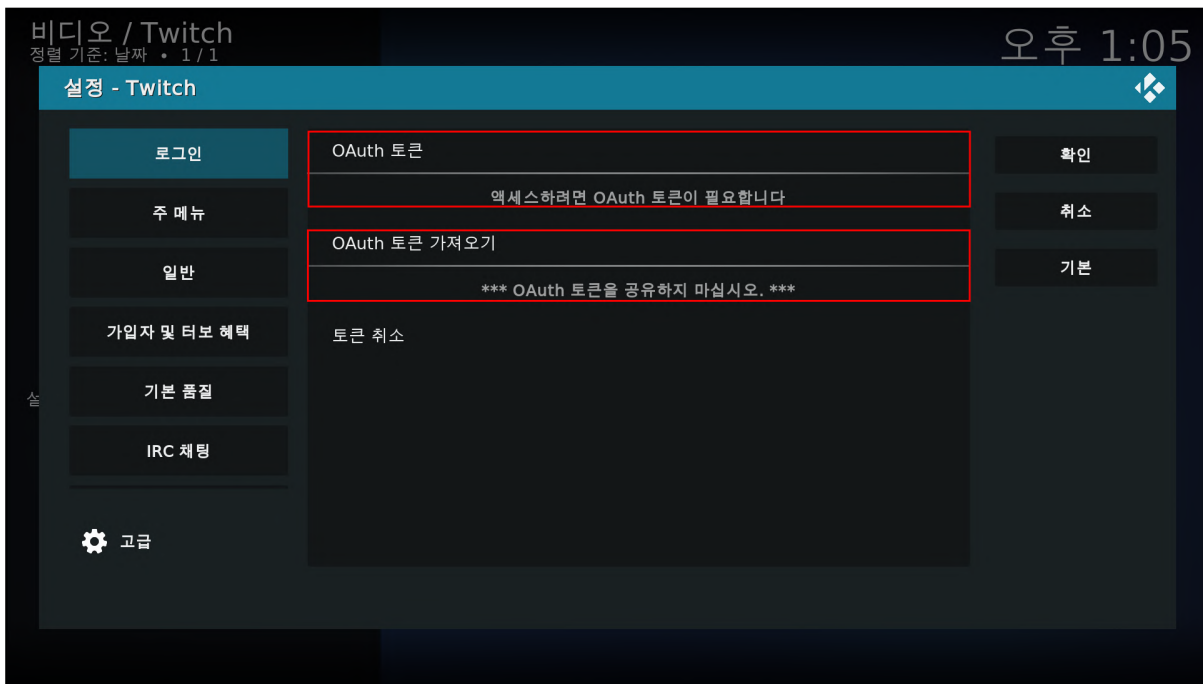 비디오 / Twitch
정렬 기준: 날짜 • 1 / 1
오후 1:05
설정 - Twitch
로그인
주 메뉴
일반
가입자 및 터보 혜택
기본 품질
IRC 채팅
고급
OAuth 토큰
액세스하려면 OAuth 토큰이 필요합니다
OAuth 토큰 가져오기
*** OAuth 토큰을 공유하지 마십시오. ***
토큰 취소
확인
취소
기본